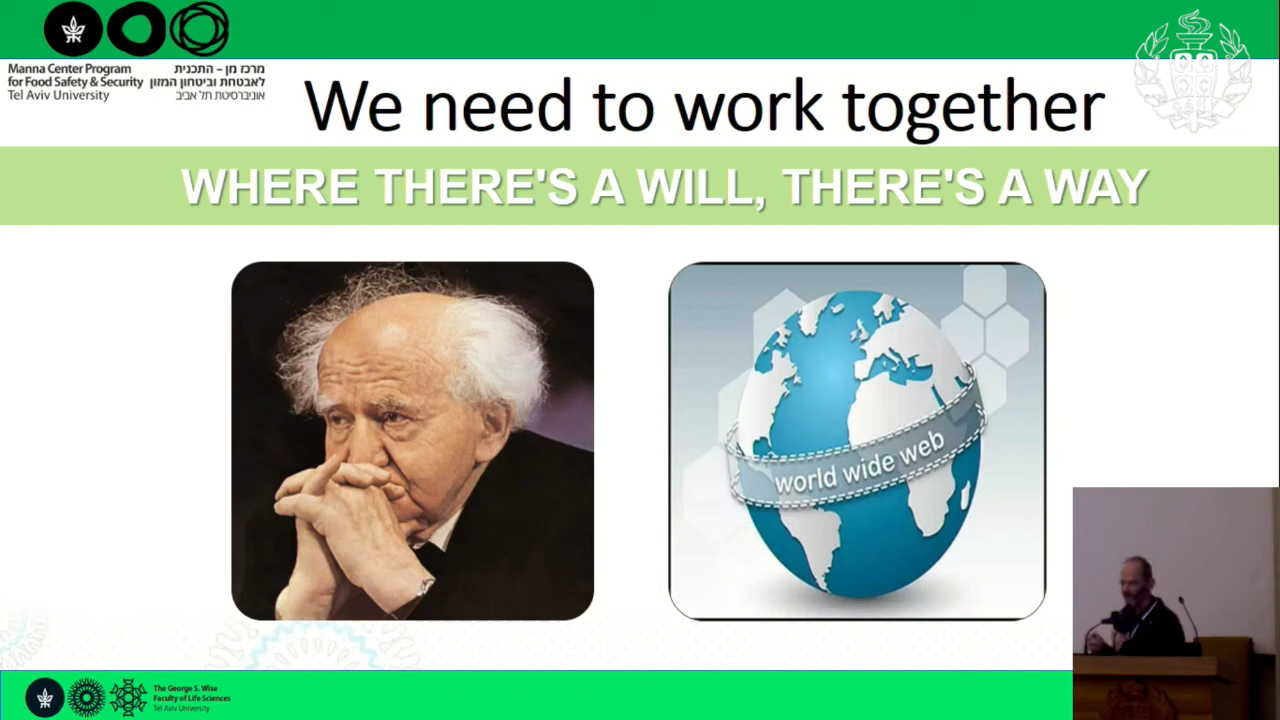 Manna Center Program
for Food Safety & Security
Tel Aviv University
מרכז מן – התכנית
לאבטחת וביטחון המזון
אוניברסיטת תל אביב
We need to work together
WHERE THERE'S A WILL, THERE'S A WAY
world wide web
The George S. Wise
Faculty of Life Sciences
Tel Aviv University